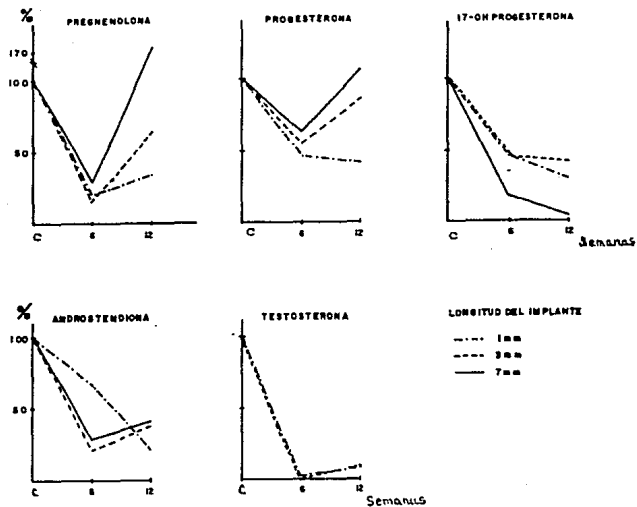 %
PREGNENOLONA
PROGESTERONA
17-OH PROGESTERONA
170
100
50
C 6 12
C 6 12
C 6 12
Semanas
%
ANDROSTENDIONA
TESTOSTERONA
LONGITUD DEL IMPLANTE
100
50
1 mm
3 mm
7 mm
C 6 12
C 6 12
Semanas